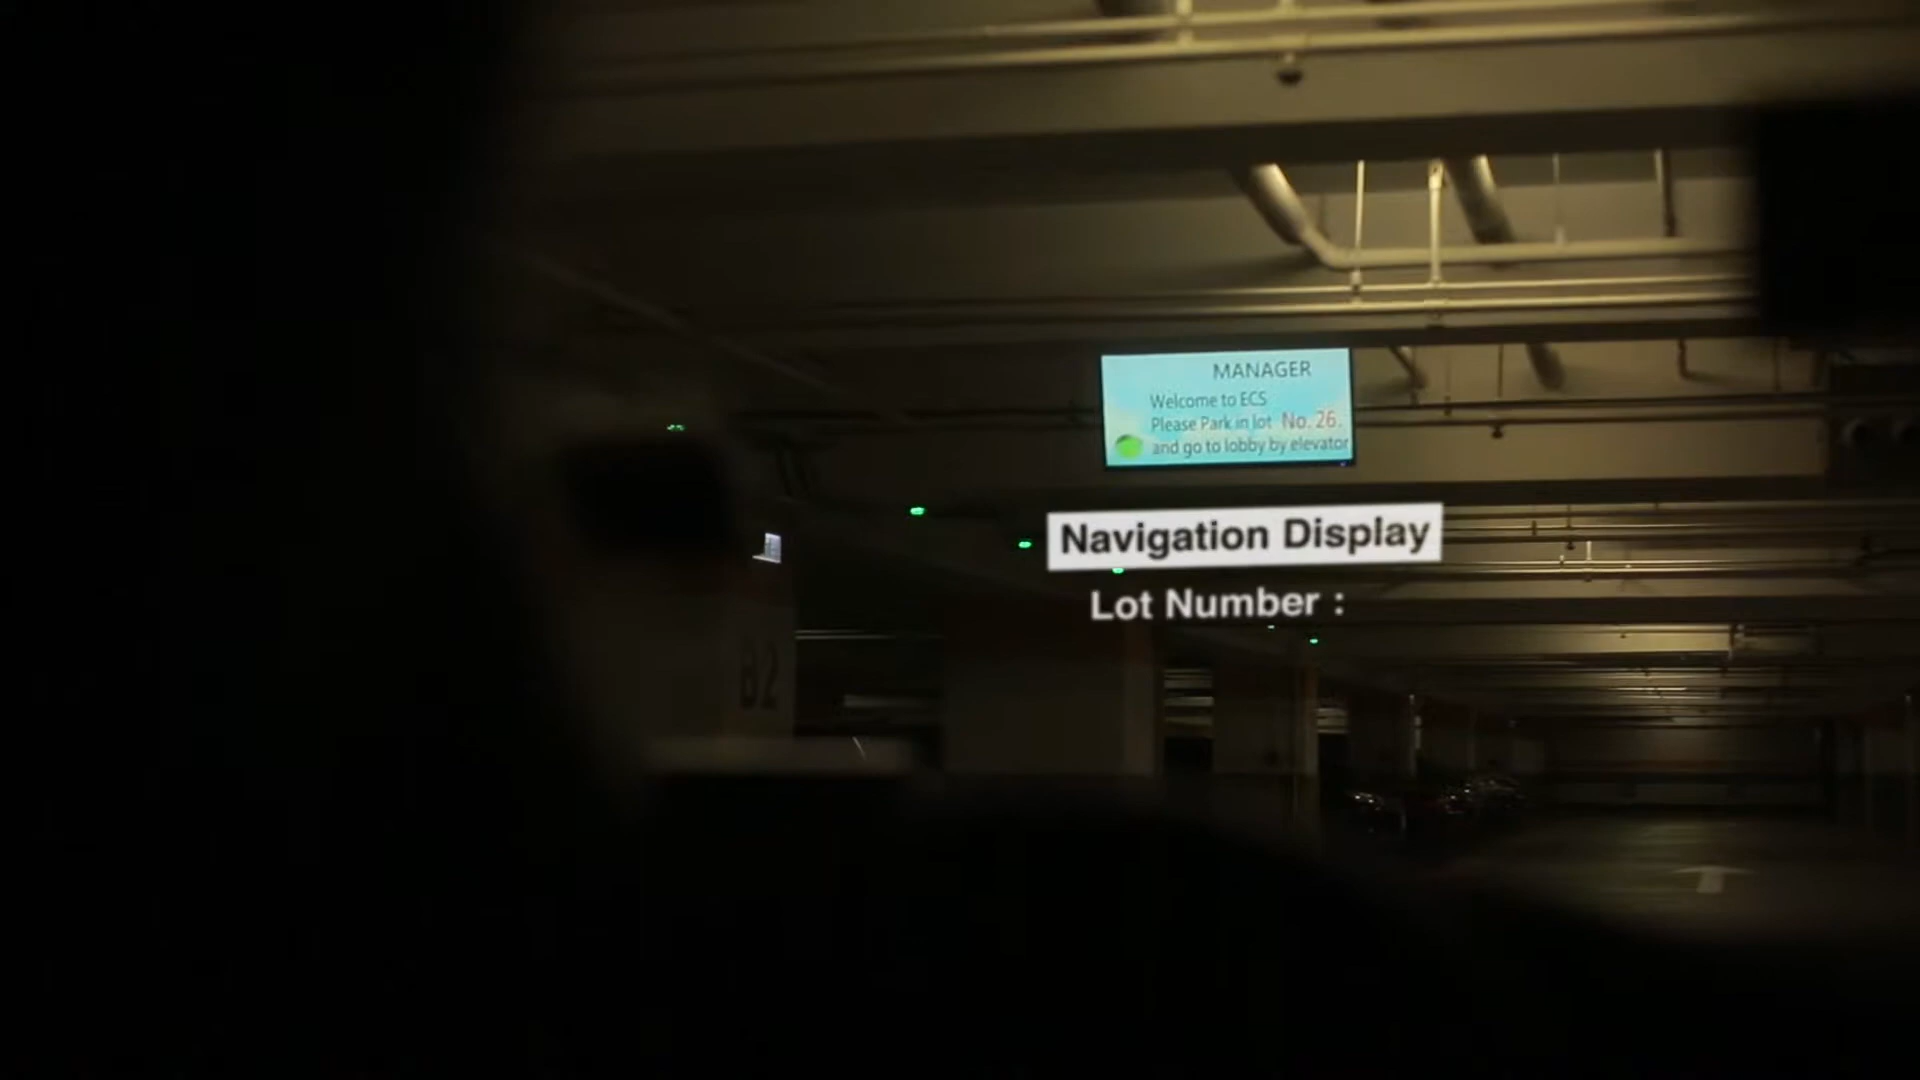 MANAGER
Welcome to ECS
Please Park in lot No. 26.
and go to lobby by elevator
Navigation Display
Lot Number :
B2